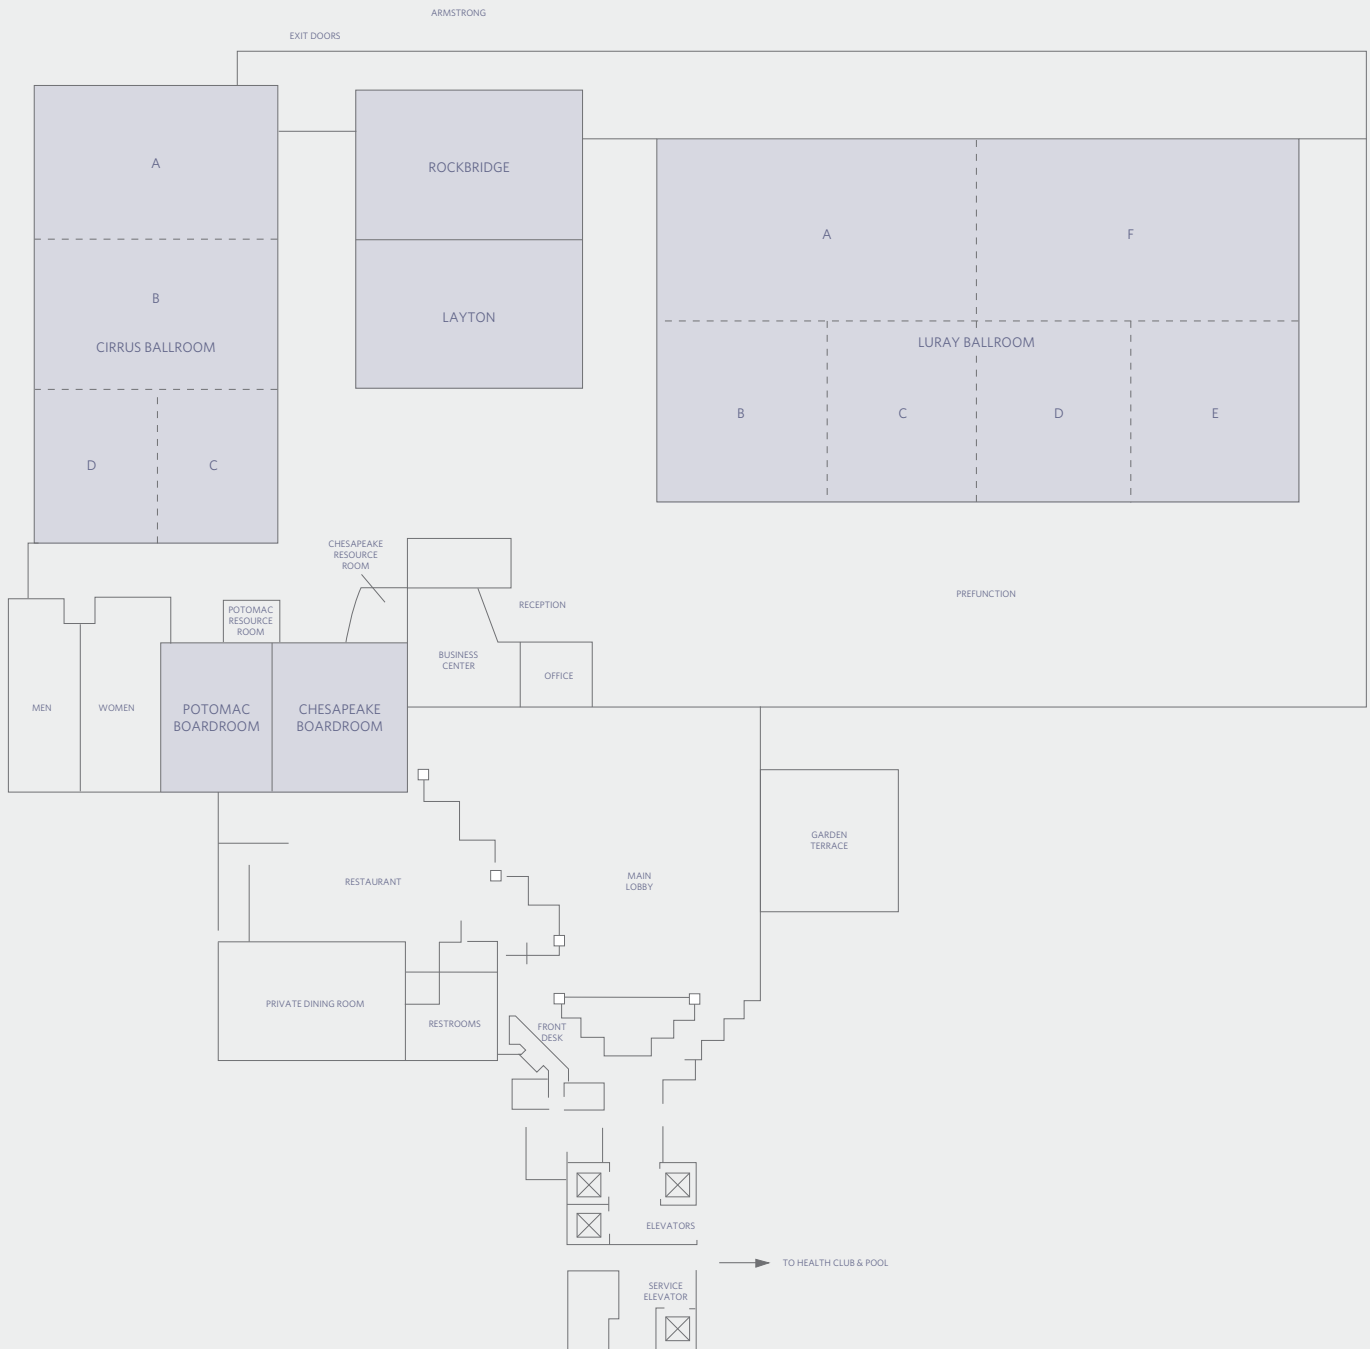 ARMSTRONG
EXIT DOORS
A
B
CIRRUS BALLROOM
D
C
ROCKBRIDGE
LAYTON
A
F
LURAY BALLROOM
B
C
D
E
CHESAPEAKE
RESOURCE
ROOM
POTOMAC
RESOURCE
ROOM
RECEPTION
PREFUNCTION
BUSINESS
CENTER
OFFICE
MEN
WOMEN
POTOMAC
BOARDROOM
CHESAPEAKE
BOARDROOM
GARDEN
TERRACE
RESTAURANT
MAIN
LOBBY
PRIVATE DINING ROOM
RESTROOMS
FRONT
DESK
ELEVATORS
TO HEALTH CLUB & POOL
SERVICE
ELEVATOR